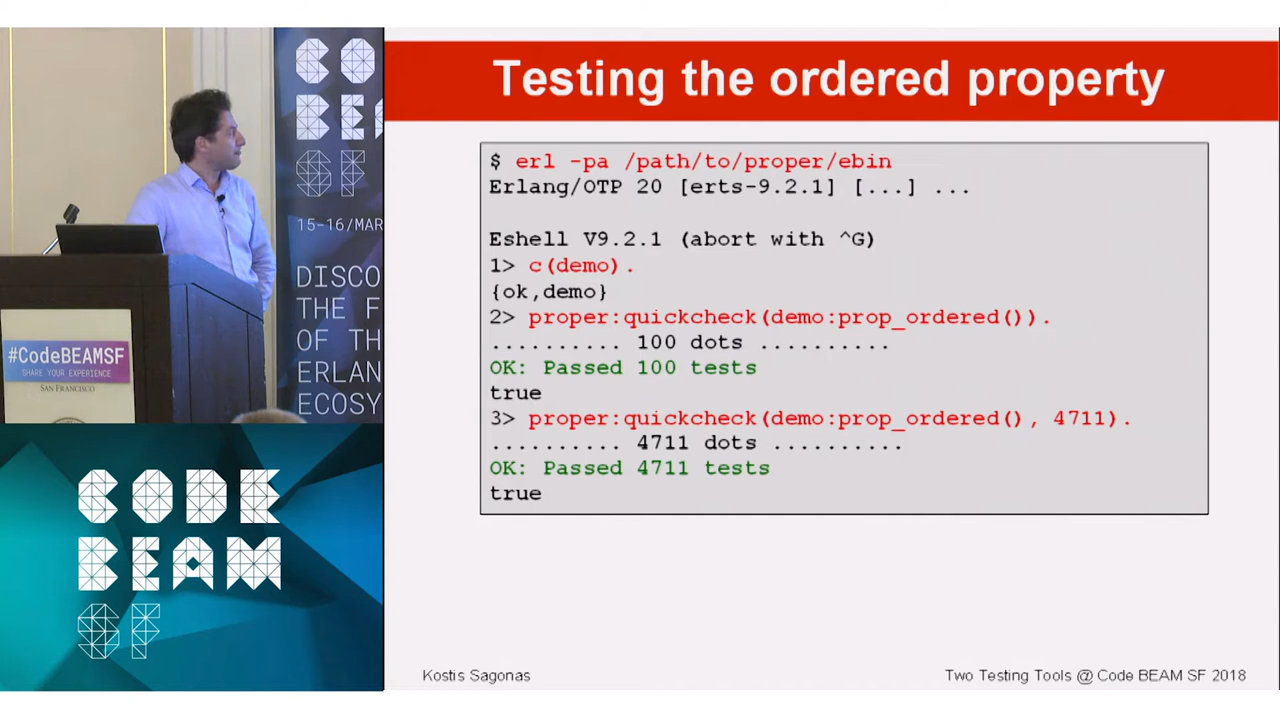 CO
BEA
SF
15-16/MAR
DISCO
THE F
OF TH
ERLAN
ECOSY
#CodeBEAMSF
SHARE YOUR EXPERIENCE
SAN FRANCISCO
CODE
BEAM
SF
Testing the ordered property
$ erl -pa /path/to/proper/ebin
Erlang/OTP 20 [erts-9.2.1] [...] ...
Eshell V9.2.1 (abort with ^G)
1> c(demo).
{ok,demo}
2> proper:quickcheck(demo:prop_ordered()).
.......... 100 dots ..........
OK: Passed 100 tests
true
3> proper:quickcheck(demo:prop_ordered(), 4711).
.......... 4711 dots ..........
OK: Passed 4711 tests
true
Kostis Sagonas
Two Testing Tools @ Code BEAM SF 2018